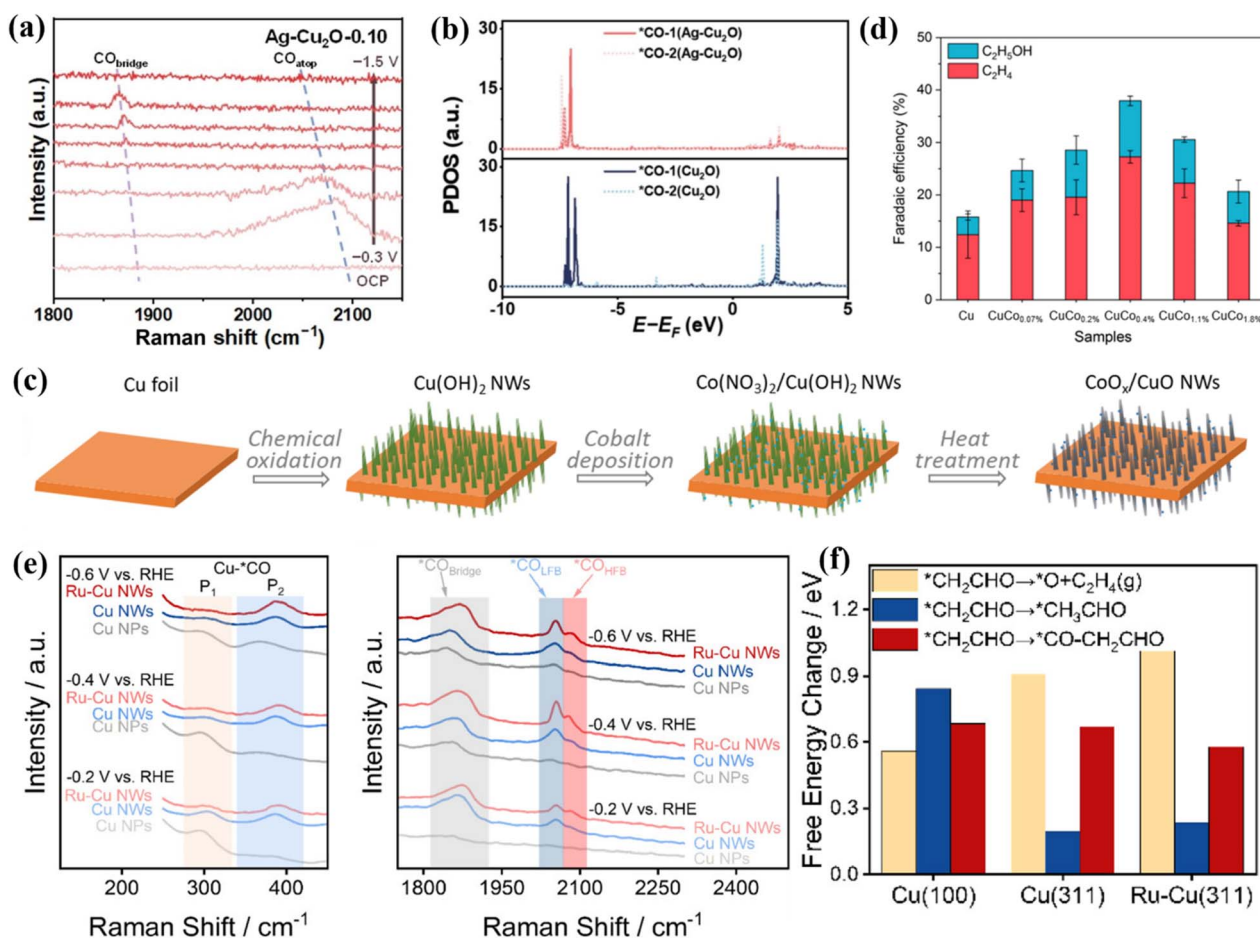 (a)
Ag-Cu₂O-0.10
CO_bridge
CO_atop
−1.5 V
−0.3 V
OCP
Intensity (a.u.)
1800 1900 2000 2100
Raman shift (cm⁻¹)
(b)
*CO-1(Ag-Cu₂O)
*CO-2(Ag-Cu₂O)
*CO-1(Cu₂O)
*CO-2(Cu₂O)
30
15
0
30
15
0
PDOS (a.u.)
-10 -5 0 5
E−E_F (eV)
(d)
C₂H₅OH
C₂H₄
50
40
30
20
10
0
Faradaic efficiency (%)
Cu CuCo₀.₀₇% CuCo₀.₂% CuCo₀.₄% CuCo₁.₁% CuCo₁.₈%
Samples
(c)
Cu foil
Chemical
oxidation
Cu(OH)₂ NWs
Cobalt
deposition
Co(NO₃)₂/Cu(OH)₂ NWs
Heat
treatment
CoOₓ/CuO NWs
(e)
Cu-*CO
P₁ P₂
-0.6 V vs. RHE
Ru-Cu NWs
Cu NWs
Cu NPs
-0.4 V vs. RHE
Ru-Cu NWs
Cu NWs
Cu NPs
-0.2 V vs. RHE
Ru-Cu NWs
Cu NWs
Cu NPs
Intensity / a.u.
200 300 400
Raman Shift / cm⁻¹
*CO_Bridge
*CO_LFB
*CO_HFB
-0.6 V vs. RHE
Ru-Cu NWs
Cu NWs
Cu NPs
-0.4 V vs. RHE
Ru-Cu NWs
Cu NWs
Cu NPs
-0.2 V vs. RHE
Ru-Cu NWs
Cu NWs
Cu NPs
Intensity / a.u.
1800 1950 2100 2250 2400
Raman Shift / cm⁻¹
(f)
*CH₂CHO→*O+C₂H₄(g)
*CH₂CHO→*CH₃CHO
*CH₂CHO→*CO-CH₂CHO
1.2
0.9
0.6
0.3
0.0
Free Energy Change / eV
Cu(100) Cu(311) Ru-Cu(311)